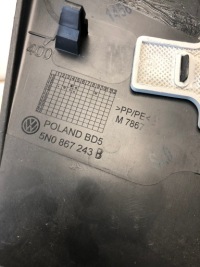 >PP/PE<
M 7867
POLAND BD5
5N0 867 243 B